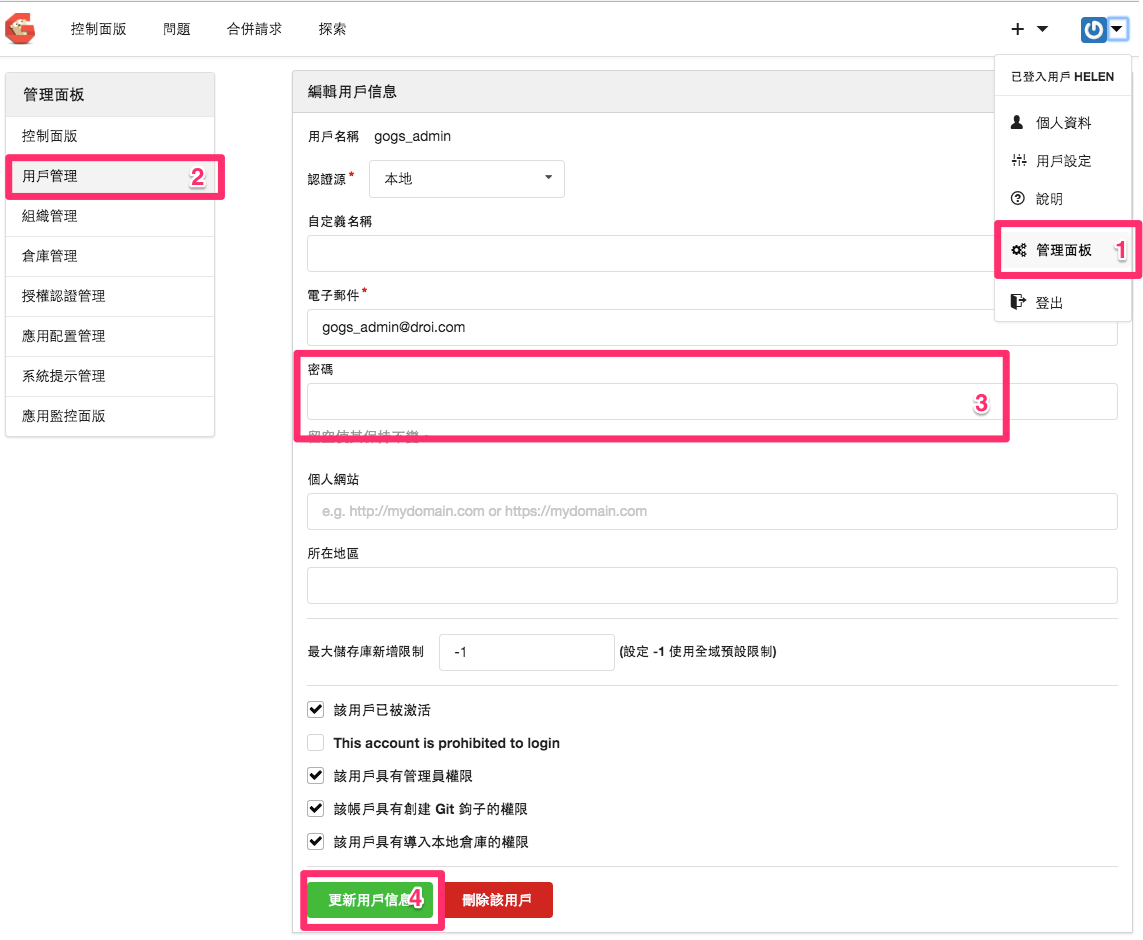 控制面版 問題 合併請求 探索
已登入用戶 HELEN
個人資料
用戶設定
說明
管理面板 1
登出
管理面板
控制面版
用戶管理 2
組織管理
倉庫管理
授權認證管理
應用配置管理
系統提示管理
應用監控面版
編輯用戶信息
用戶名稱 gogs_admin
認證源* 本地
自定義名稱
電子郵件*
gogs_admin@droi.com
密碼
3
留空使其保持不變。
個人網站
e.g. http://mydomain.com or https://mydomain.com
所在地區
最大儲存庫新增限制 -1 (設定 -1 使用全域預設限制)
該用戶已被激活
This account is prohibited to login
該用戶具有管理員權限
該帳戶具有創建 Git 鉤子的權限
該用戶具有導入本地倉庫的權限
更新用戶信息 4 刪除該用戶